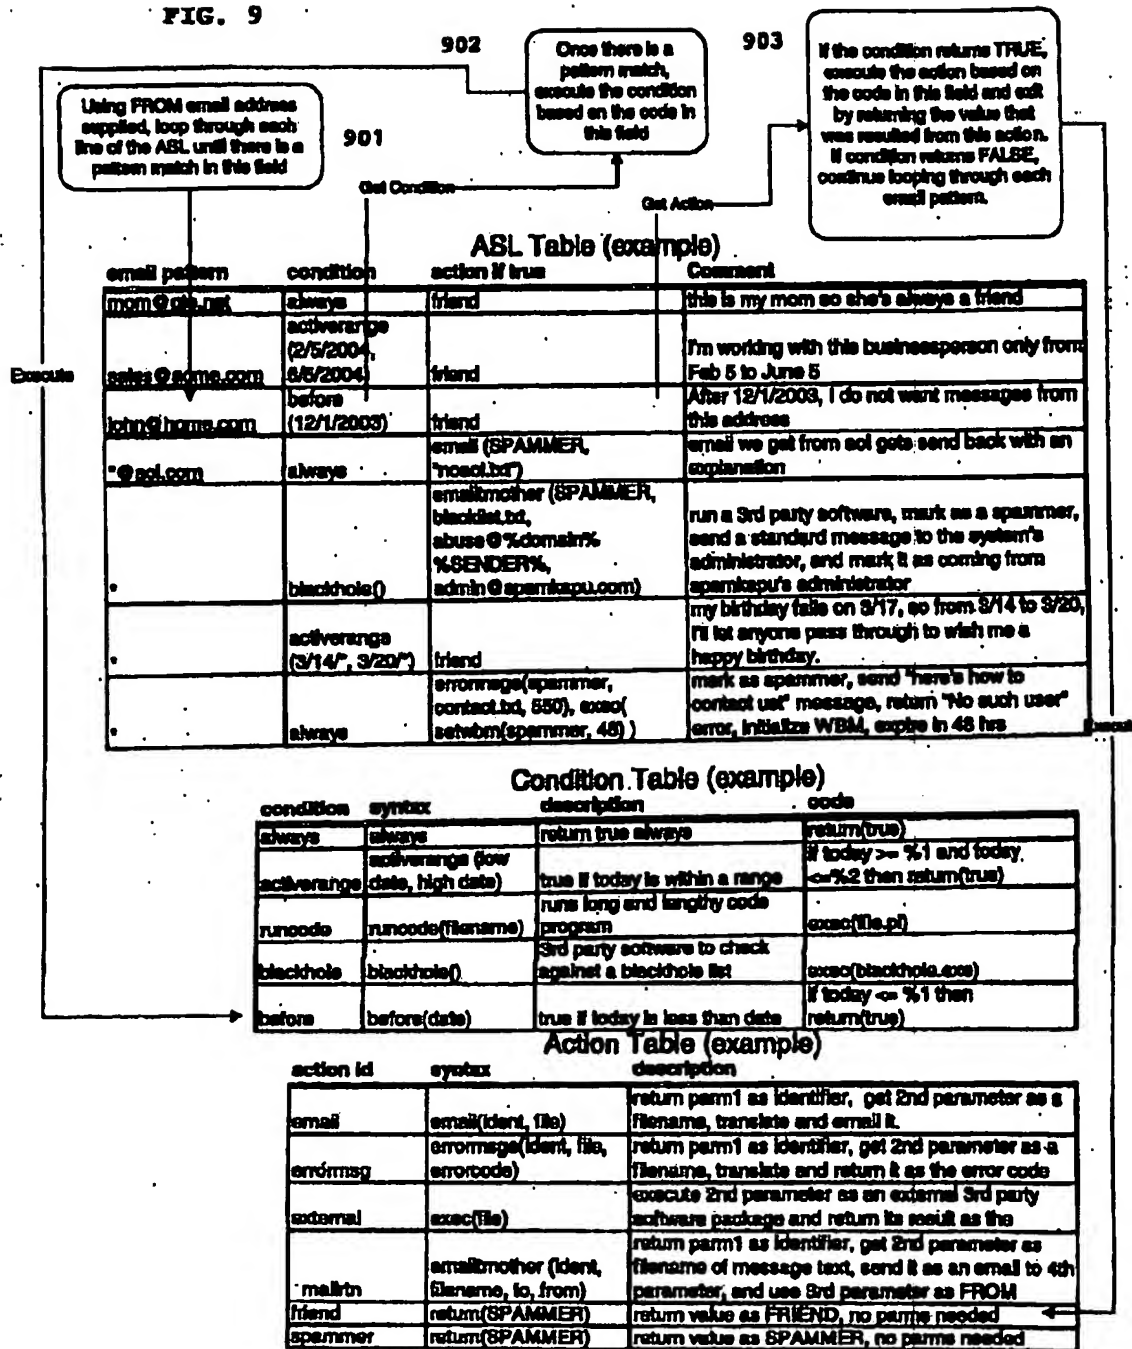 FIG. 9
901
Using FROM email address
supplied, loop through each
line of the ASL until there is a
pattern match in this field
902
Once there is a
pattern match,
execute the condition
based on the code in
this field
903
If the condition returns TRUE,
execute the action based on
the code in this field and exit
by returning the value that
was resulted from this action.
If condition returns FALSE,
continue looping through each
email pattern.
Get Condition
Get Action
Execute
Execute
ASL Table (example)
email pattern condition action if true Comment
mom@gte.net always friend this is my mom so she's always a friend
activerange
(2/5/2004, I'm working with this businessperson only from
sales@acme.com 6/5/2004) friend Feb 5 to June 5
before After 12/1/2003, I do not want messages from
john@home.com (12/1/2003) friend this address
email (SPAMMER, email we get from aol gets send back with an
*@aol.com always "noaol.txt") explanation
emailmother (SPAMMER,
blacklist.txt, run a 3rd party software, mark as a spammer,
abuse@%domain% send a standard message to the system's
%SENDER%, administrator, and mark it as coming from
* blackhole() admin@spamkapu.com) spamkapu's administrator
my birthday falls on 3/17, so from 3/14 to 3/20,
activerange I'll let anyone pass through to wish me a
* (3/14/*, 3/20/*) friend happy birthday.
errormsge(spammer, mark as spammer, send "here's how to
contact.txt, 550), exec( contact us!" message, return "No such user"
* always setwbm(spammer, 48) ) error, initialize WBM, expire in 48 hrs
Condition Table (example)
condition syntax description code
always always return true always return(true)
activerange (low if today >= %1 and today
activerange date, high date) true if today is within a range <=%2 then return(true)
runs long and lengthy code
runcode runcode(filename) program exec(file.pl)
3rd party software to check
blackhole blackhole() against a blackhole list exec(blackhole.exe)
if today <= %1 then
before before(date) true if today is less than date return(true)
Action Table (example)
action id syntax description
return parm1 as identifier, get 2nd parameter as a
email email(ident, file) filename, translate and email it.
errormsge(ident, file, return parm1 as identifier, get 2nd parameter as a
errormsg errorcode) filename, translate and return it as the error code
execute 2nd parameter as an external 3rd party
external exec(file) software package and return its result as the
return parm1 as identifier, get 2nd parameter as
emailmother (ident, filename of message text, send it as an email to 4th
mailrtn filename, to, from) parameter, and use 3rd parameter as FROM
friend return(SPAMMER) return value as FRIEND, no parms needed
spammer return(SPAMMER) return value as SPAMMER, no parms needed